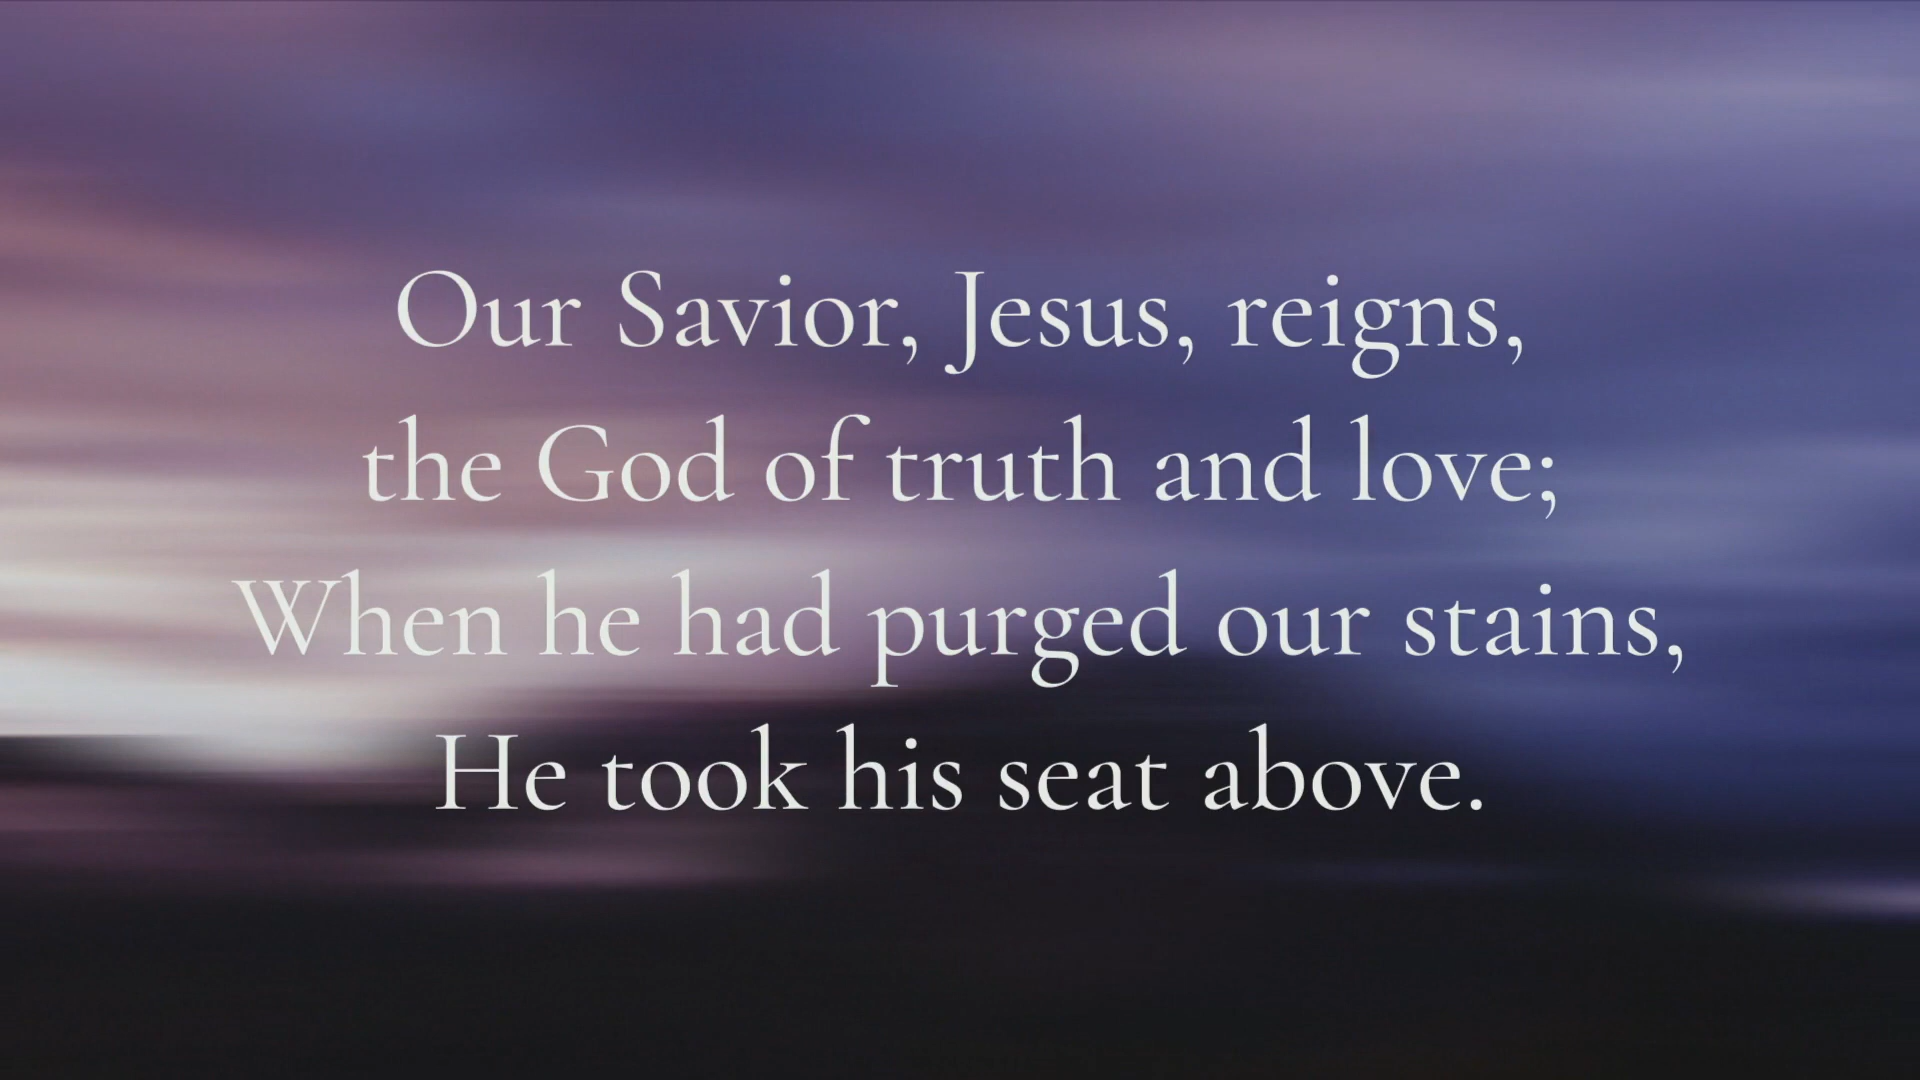 Our Savior, Jesus, reigns,
the God of truth and love;
When he had purged our stains,
He took his seat above.